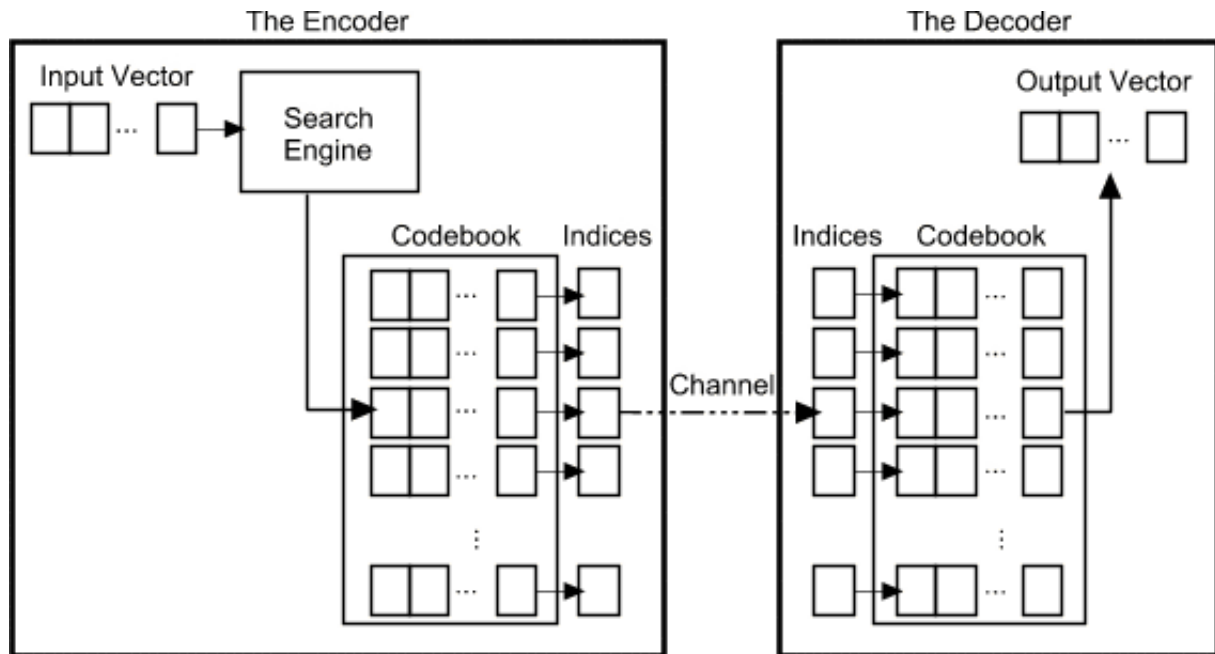 The Encoder
Input Vector
...
Search
Engine
Codebook
Indices
...
...
...
...
...
...
Channel
The Decoder
Output Vector
...
Indices
Codebook
...
...
...
...
...
...